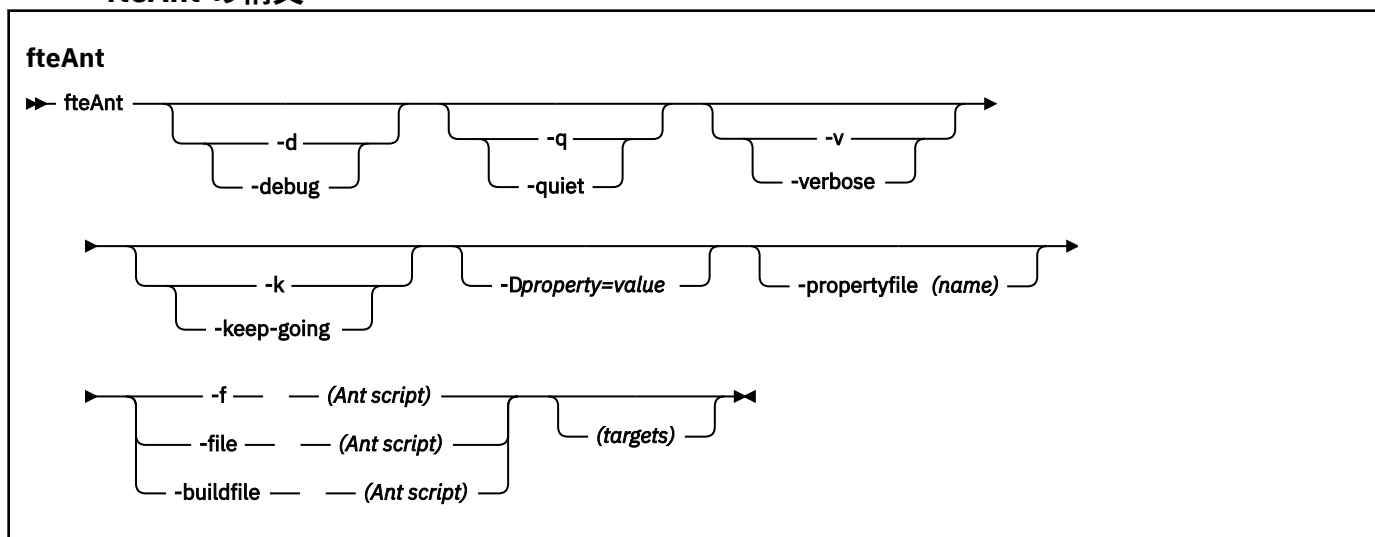 fteAnt
fteAnt
-d
-debug
-q
-quiet
-v
-verbose
-k
-keep-going
-Dproperty=value
-propertyfile (name)
-f (Ant script)
-file (Ant script)
-buildfile (Ant script)
(targets)